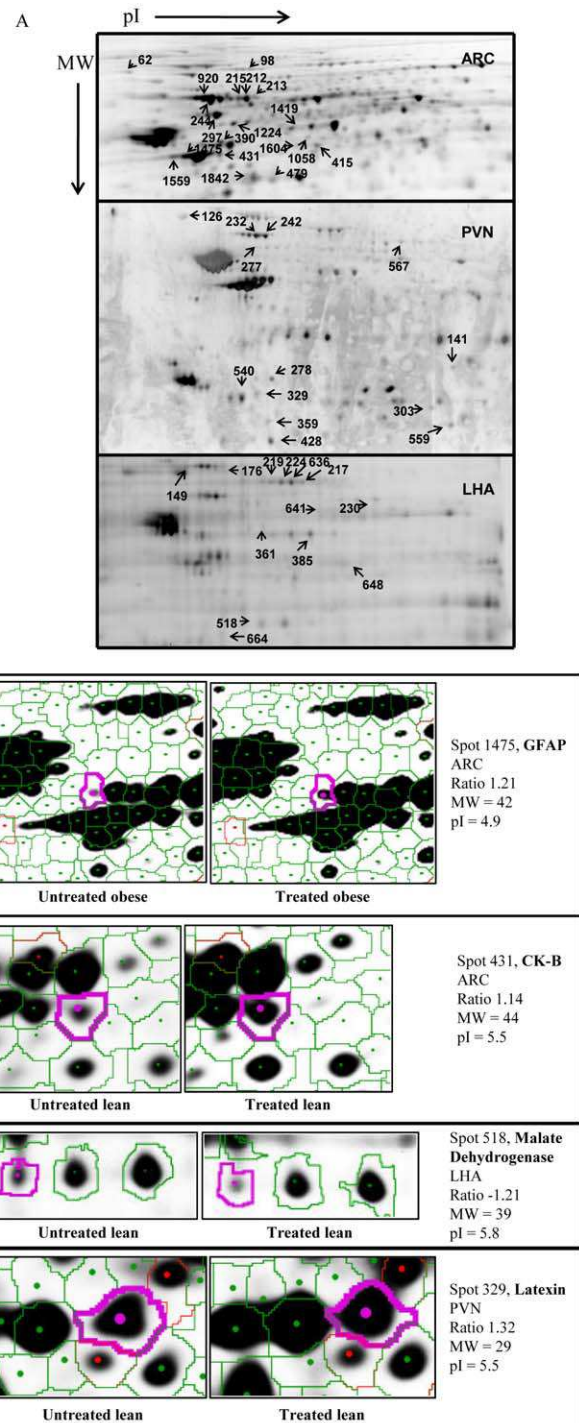 A
pI
MW
ARC
62
98
920
215
212
213
244
297
390
1224
1419
1604
1058
415
1475
431
1559
1842
479
PVN
126
232
242
277
567
141
540
278
329
303
359
559
428
LHA
149
176
219
224
636
217
641
230
361
385
648
518
664
Spot 1475, GFAP
ARC
Ratio 1.21
MW = 42
pI = 4.9
Untreated obese
Treated obese
Spot 431, CK-B
ARC
Ratio 1.14
MW = 44
pI = 5.5
Untreated lean
Treated lean
Spot 518, Malate
Dehydrogenase
LHA
Ratio -1.21
MW = 39
pI = 5.8
Untreated lean
Treated lean
Spot 329, Latexin
PVN
Ratio 1.32
MW = 29
pI = 5.5
Untreated lean
Treated lean